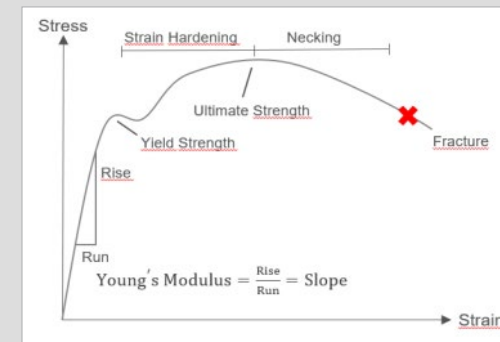 Stress
Strain Hardening
Necking
Ultimate Strength
Yield Strength
Fracture
Rise
Run
Young's Modulus = Rise/Run = Slope
Strain